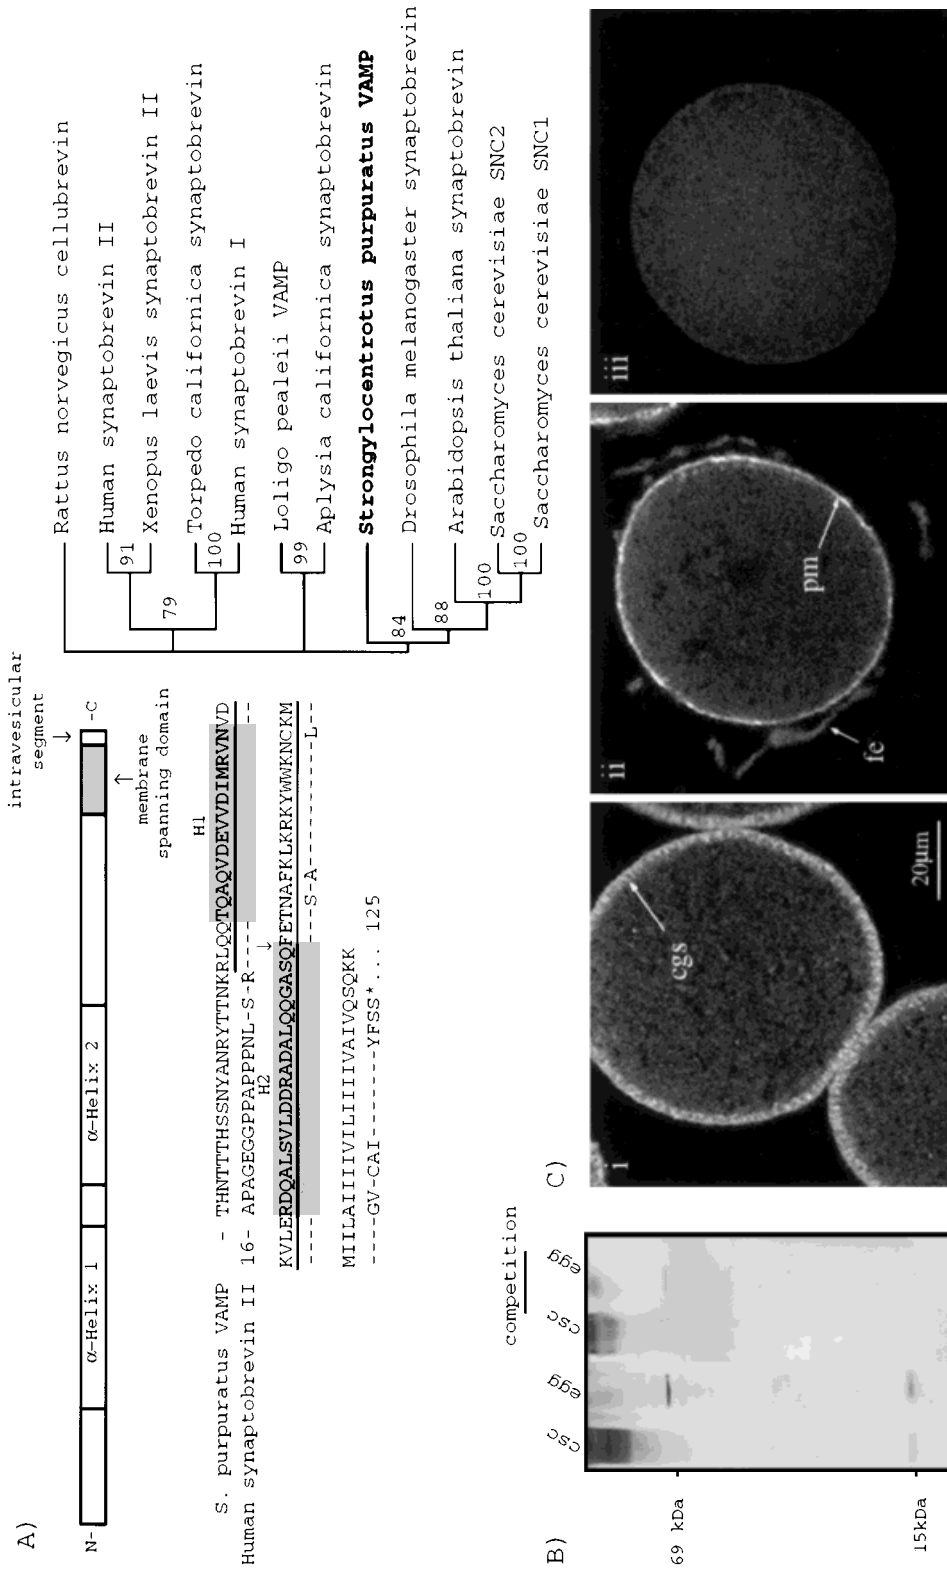 A)
intravesicular
segment
↓
N-
α-Helix 1
α-Helix 2
-C
↑
membrane
spanning domain
H1
S. purpuratus VAMP - THNTTTHSSNYANRYTTNKRLQQTQAQVDEVVDIMRVNVD
Human synaptobrevin II 16- APAGEGGPPAPPPNL-S-R---------------------
H2
↓
KVLERDQALSVLDDRADALQQGASQFETNAFKLKRKYWWKNCKM
----------------------------S-A----------L--
MIILAIIIIVILIIIIVAIVQSQKK
----GV-CAI-------YFSS*... 125
Rattus norvegicus cellubrevin
Human synaptobrevin II
91
Xenopus laevis synaptobrevin II
79
Torpedo californica synaptobrevin
100
Human synaptobrevin I
Loligo pealeii VAMP
99
Aplysia californica synaptobrevin
Strongylocentrotus purpuratus VAMP
84
Drosophila melanogaster synaptobrevin
88
Arabidopsis thaliana synaptobrevin
100
Saccharomyces cerevisiae SNC2
100
Saccharomyces cerevisiae SNC1
B)
competition
csc egg csc egg
69 kDa
15kDa
C)
i
cgs
20µm
ii
fe
pm
iii